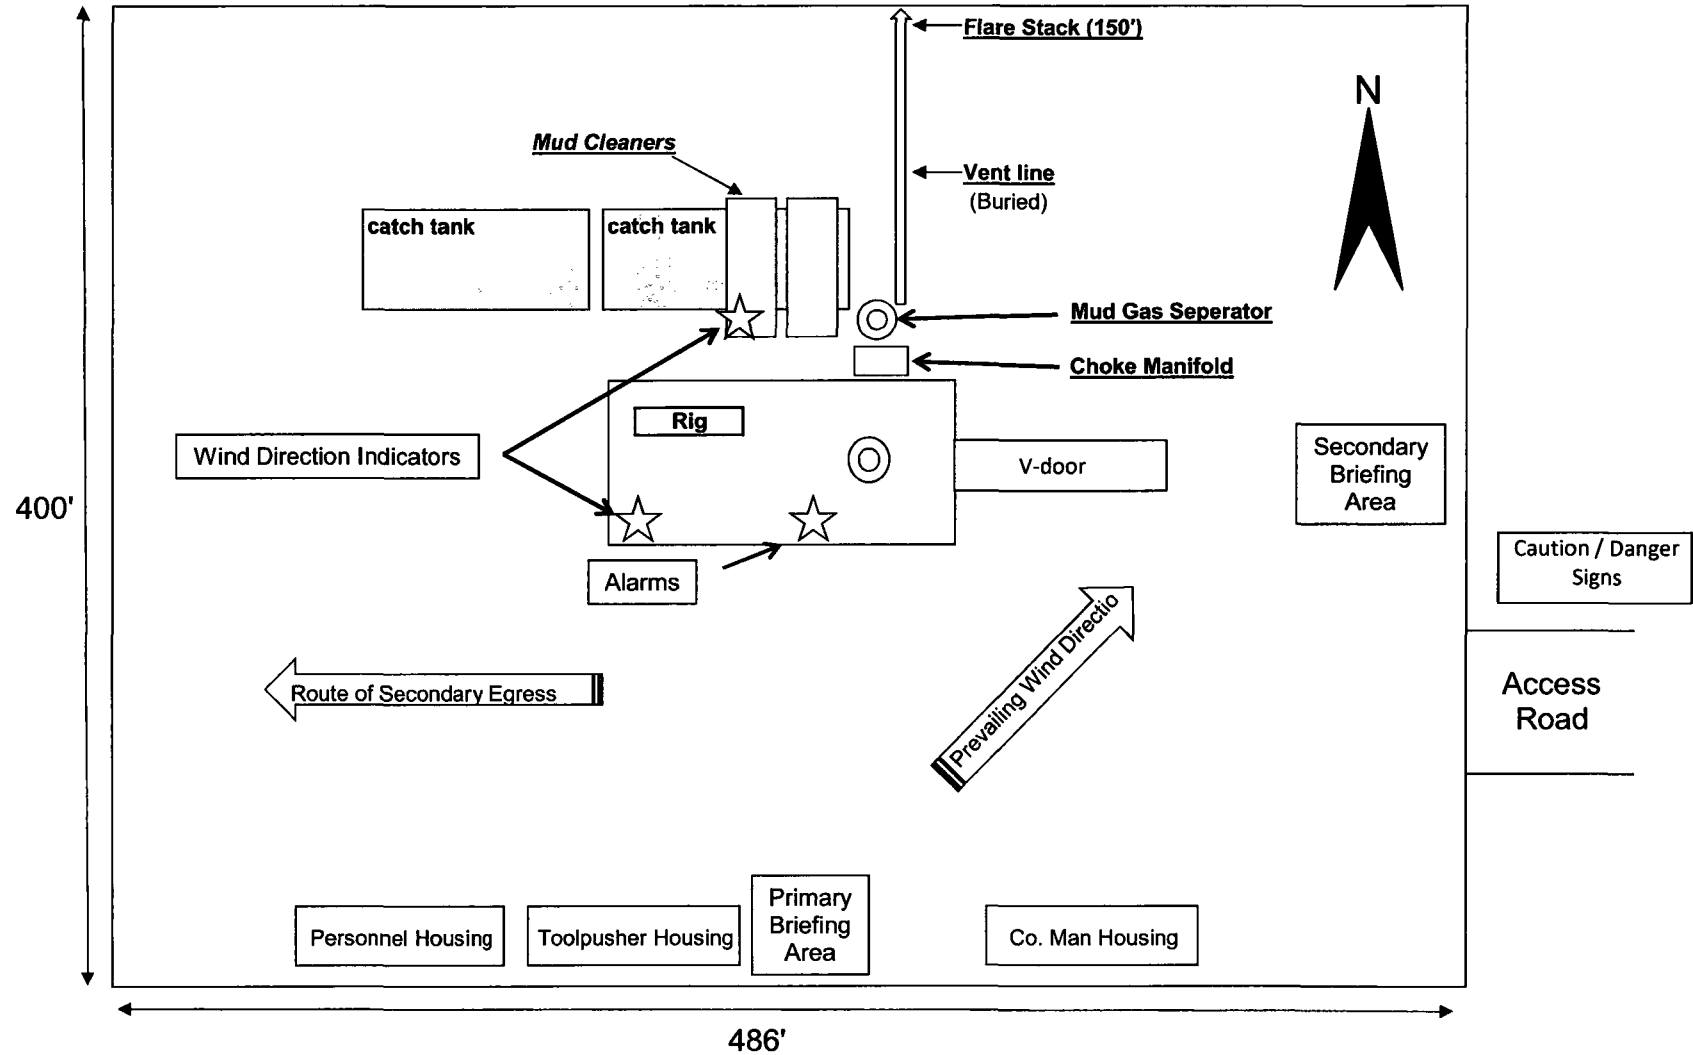 Flare Stack (150')
N
Mud Cleaners
Vent line
(Buried)
catch tank
catch tank
Mud Gas Seperator
Choke Manifold
Rig
Wind Direction Indicators
V-door
Secondary
Briefing
Area
400'
Caution / Danger
Signs
Alarms
Prevailing Wind Directio
Route of Secondary Egress
Access
Road
Primary
Briefing
Area
Personnel Housing
Toolpusher Housing
Co. Man Housing
486'